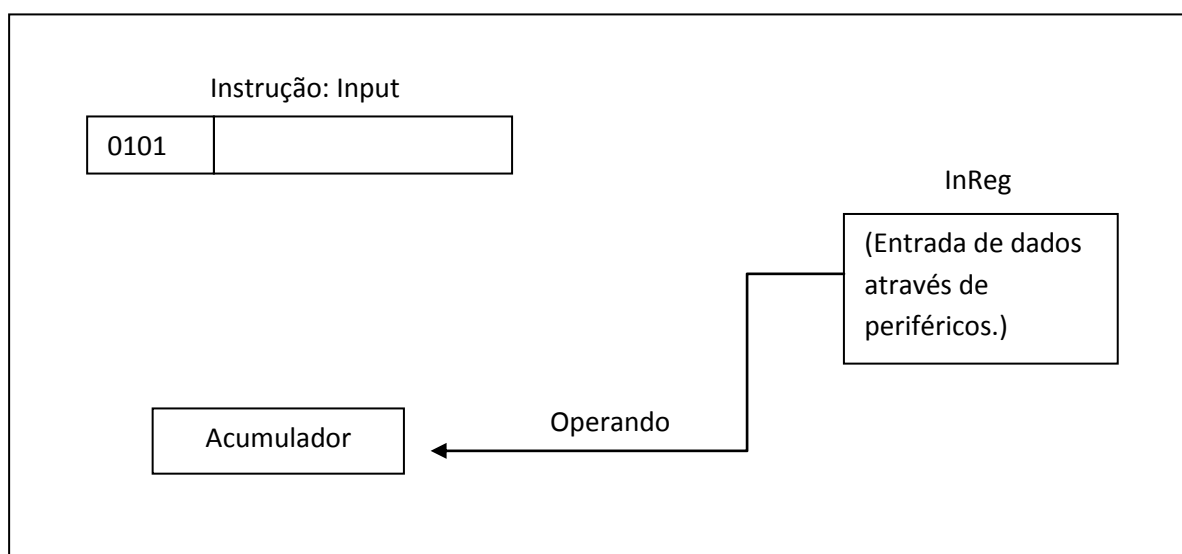 Instrução: Input
0101
InReg
(Entrada de dados
através de
periféricos.)
Operando
Acumulador